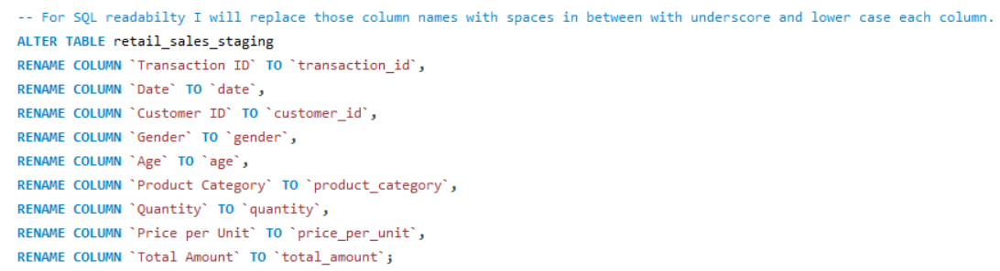 -- For SQL readabilty I will replace those column names with spaces in between with underscore and lower case each column.
ALTER TABLE retail_sales_staging
RENAME COLUMN `Transaction ID` TO `transaction_id`,
RENAME COLUMN `Date` TO `date`,
RENAME COLUMN `Customer ID` TO `customer_id`,
RENAME COLUMN `Gender` TO `gender`,
RENAME COLUMN `Age` TO `age`,
RENAME COLUMN `Product Category` TO `product_category`,
RENAME COLUMN `Quantity` TO `quantity`,
RENAME COLUMN `Price per Unit` TO `price_per_unit`,
RENAME COLUMN `Total Amount` TO `total_amount`;